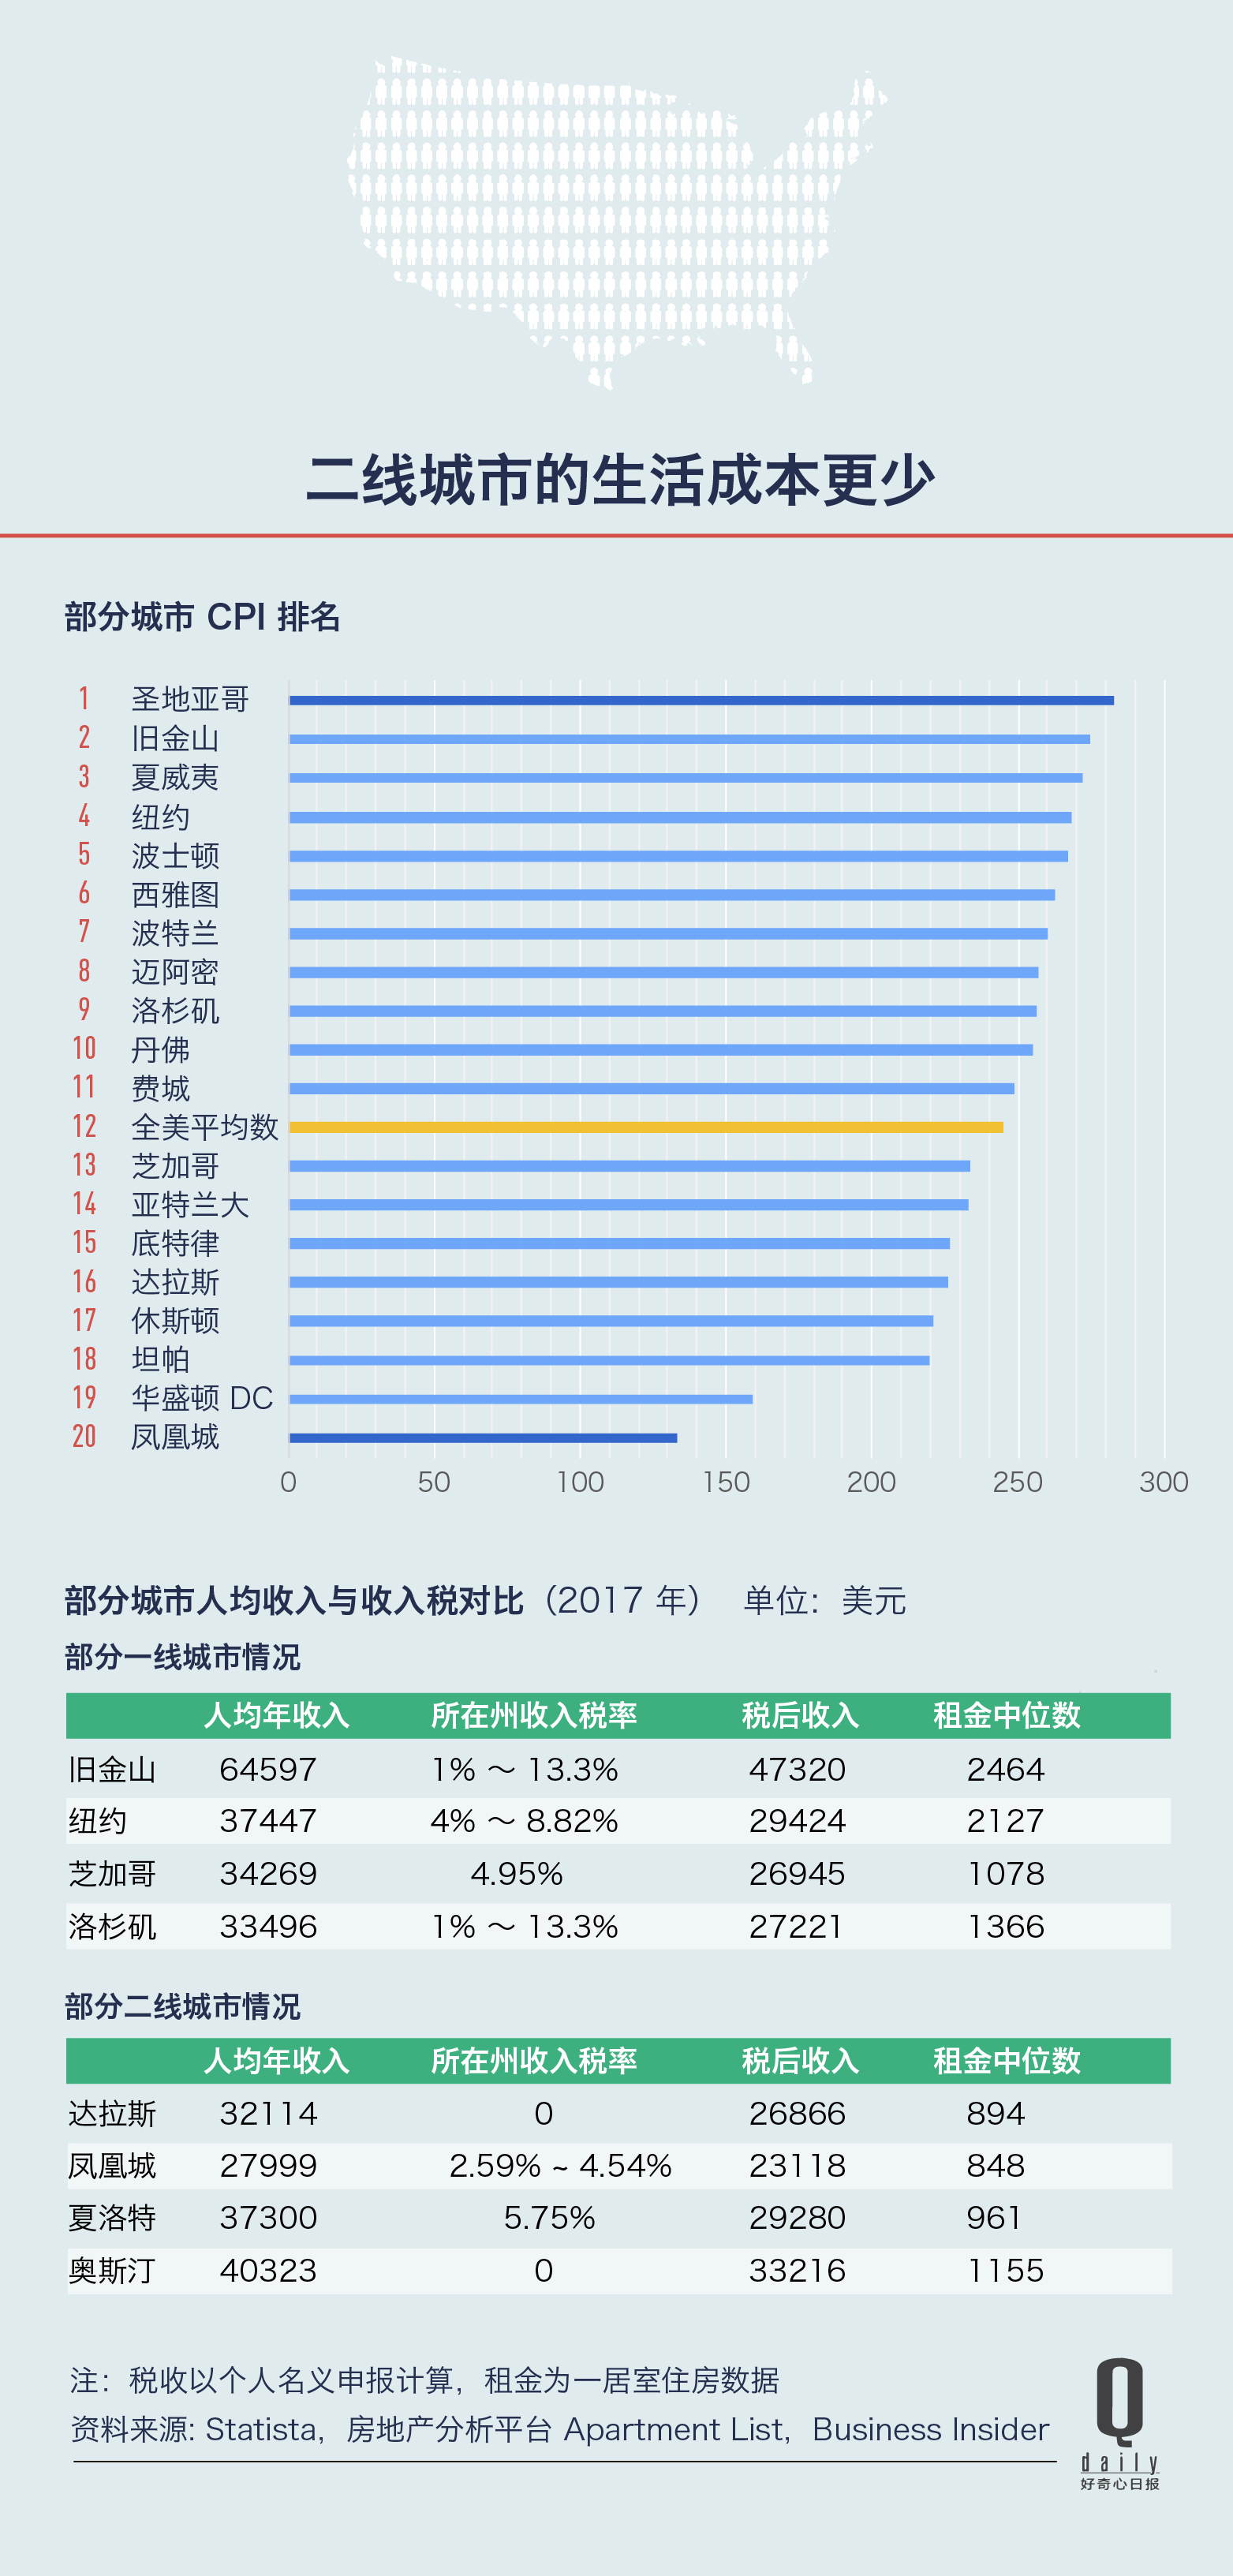 二线城市的生活成本更少
部分城市 CPI 排名
1 圣地亚哥
2 旧金山
3 夏威夷
4 纽约
5 波士顿
6 西雅图
7 波特兰
8 迈阿密
9 洛杉矶
10 丹佛
11 费城
12 全美平均数
13 芝加哥
14 亚特兰大
15 底特律
16 达拉斯
17 休斯顿
18 坦帕
19 华盛顿 DC
20 凤凰城
0 50 100 150 200 250 300
部分城市人均收入与收入税对比（2017 年） 单位：美元
部分一线城市情况
人均年收入 所在州收入税率 税后收入 租金中位数
旧金山 64597 1% ～ 13.3% 47320 2464
纽约 37447 4% ～ 8.82% 29424 2127
芝加哥 34269 4.95% 26945 1078
洛杉矶 33496 1% ～ 13.3% 27221 1366
部分二线城市情况
人均年收入 所在州收入税率 税后收入 租金中位数
达拉斯 32114 0 26866 894
凤凰城 27999 2.59% ~ 4.54% 23118 848
夏洛特 37300 5.75% 29280 961
奥斯汀 40323 0 33216 1155
注：税收以个人名义申报计算，租金为一居室住房数据
资料来源: Statista，房地产分析平台 Apartment List，Business Insider
Q
daily
好奇心日报